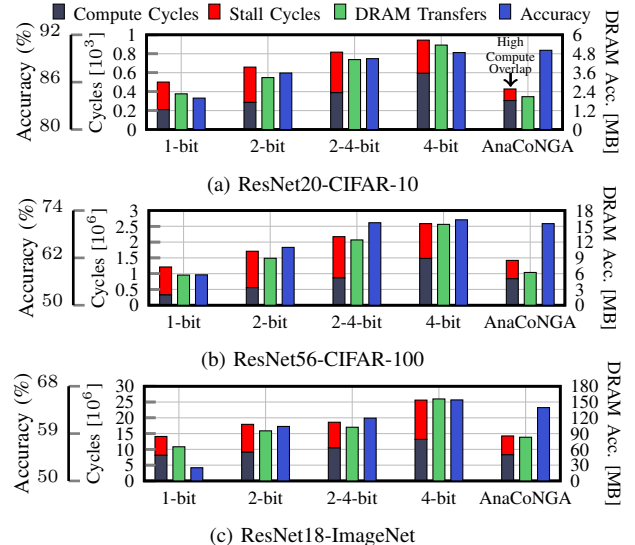 Compute Cycles Stall Cycles DRAM Transfers Accuracy
Accuracy (%)
92
86
80
Cycles [10³]
1
0.8
0.6
0.4
0.2
0
High
Compute
Overlap
6
4.8
3.6
2.4
1.2
0
DRAM Acc. [MB]
1-bit 2-bit 2-4-bit 4-bit AnaCoNGA
(a) ResNet20-CIFAR-10
Accuracy (%)
74
62
50
Cycles [10⁶]
3
2.5
2
1.5
1
0.5
0
18
15
12
9
6
3
0
DRAM Acc. [MB]
1-bit 2-bit 2-4-bit 4-bit AnaCoNGA
(b) ResNet56-CIFAR-100
Accuracy (%)
68
59
50
Cycles [10⁶]
30
25
20
15
10
5
0
180
150
120
90
60
30
0
DRAM Acc. [MB]
1-bit 2-bit 2-4-bit 4-bit AnaCoNGA
(c) ResNet18-ImageNet